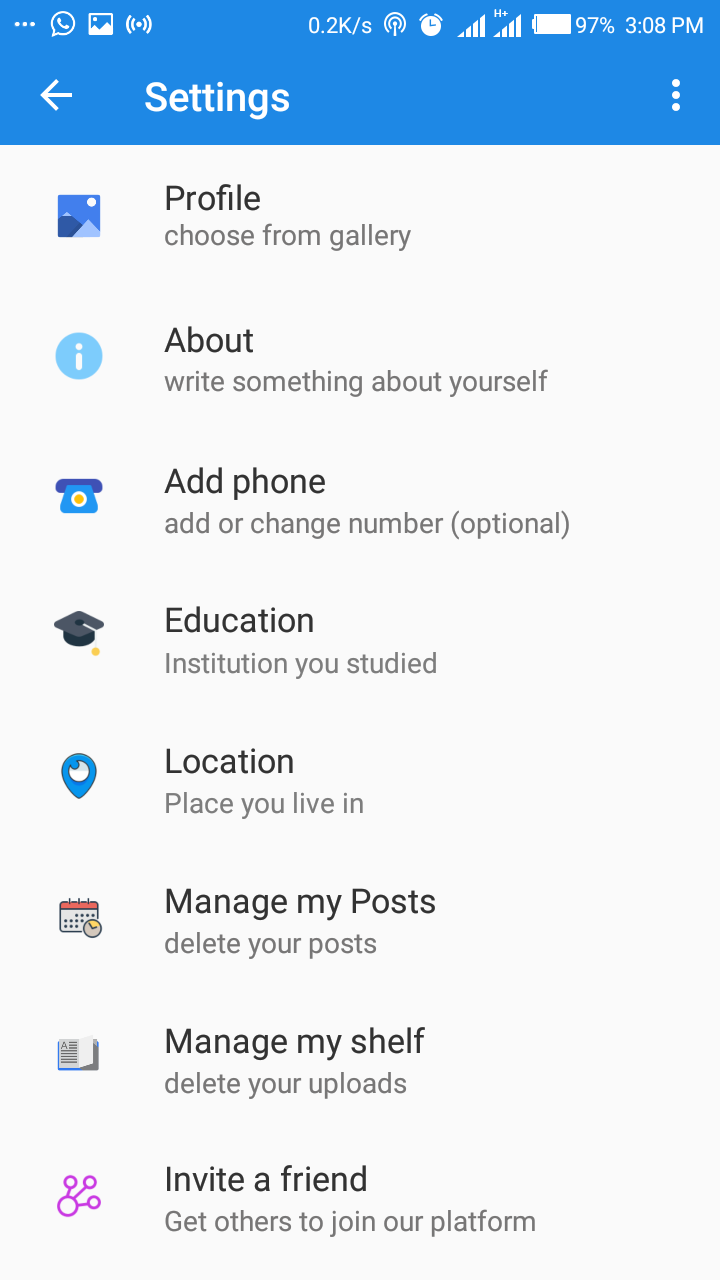 0.2K/s H+ 97% 3:08 PM
Settings
Profile
choose from gallery
About
write something about yourself
Add phone
add or change number (optional)
Education
Institution you studied
Location
Place you live in
Manage my Posts
delete your posts
Manage my shelf
delete your uploads
Invite a friend
Get others to join our platform